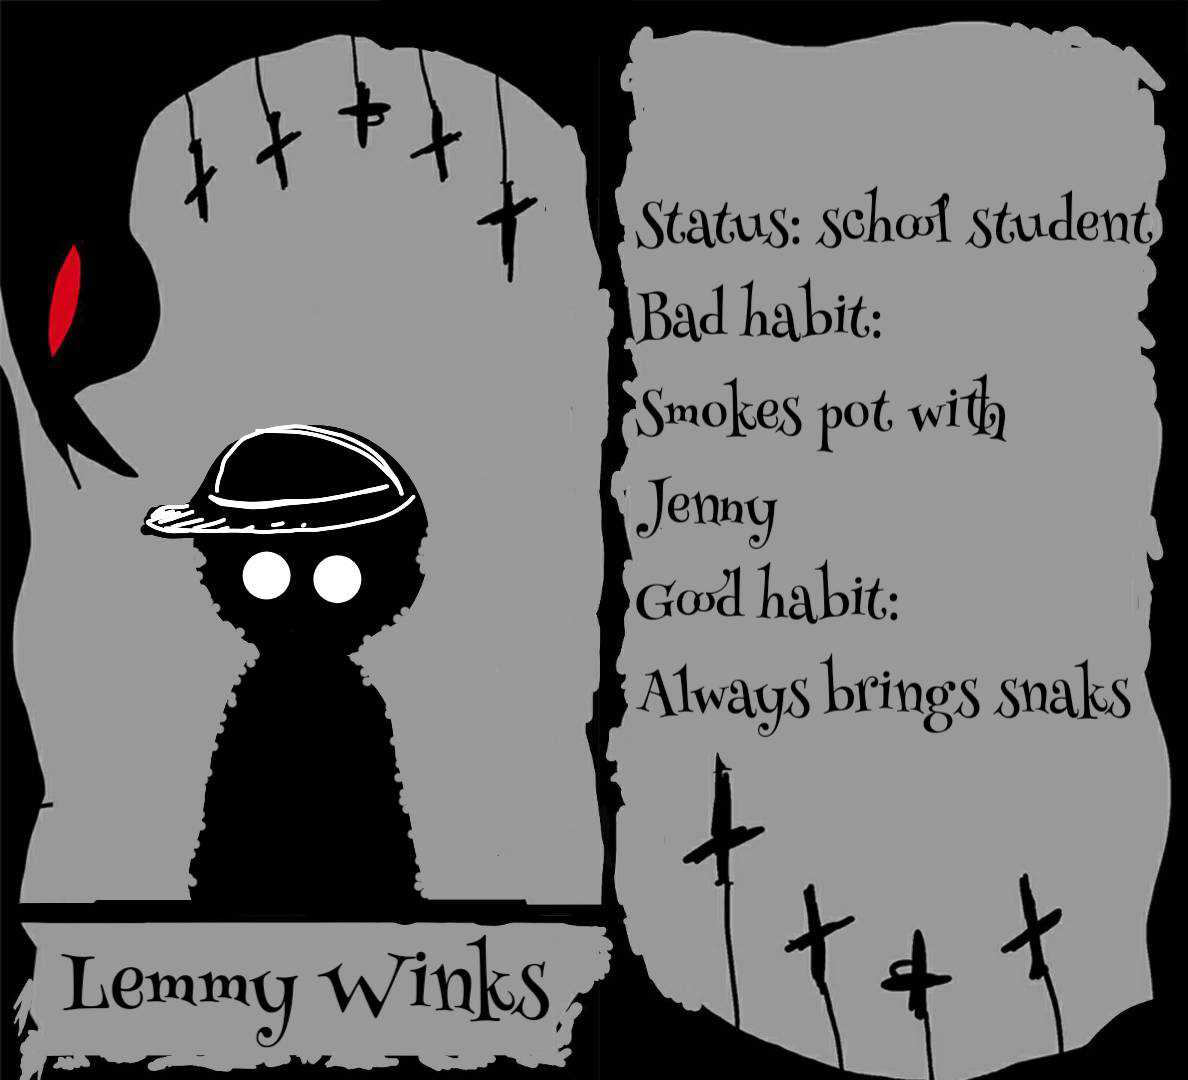 Status: school student
Bad habit:
Smokes pot with
Jenny
Good habit:
Always brings snaks
Lemmy Winks